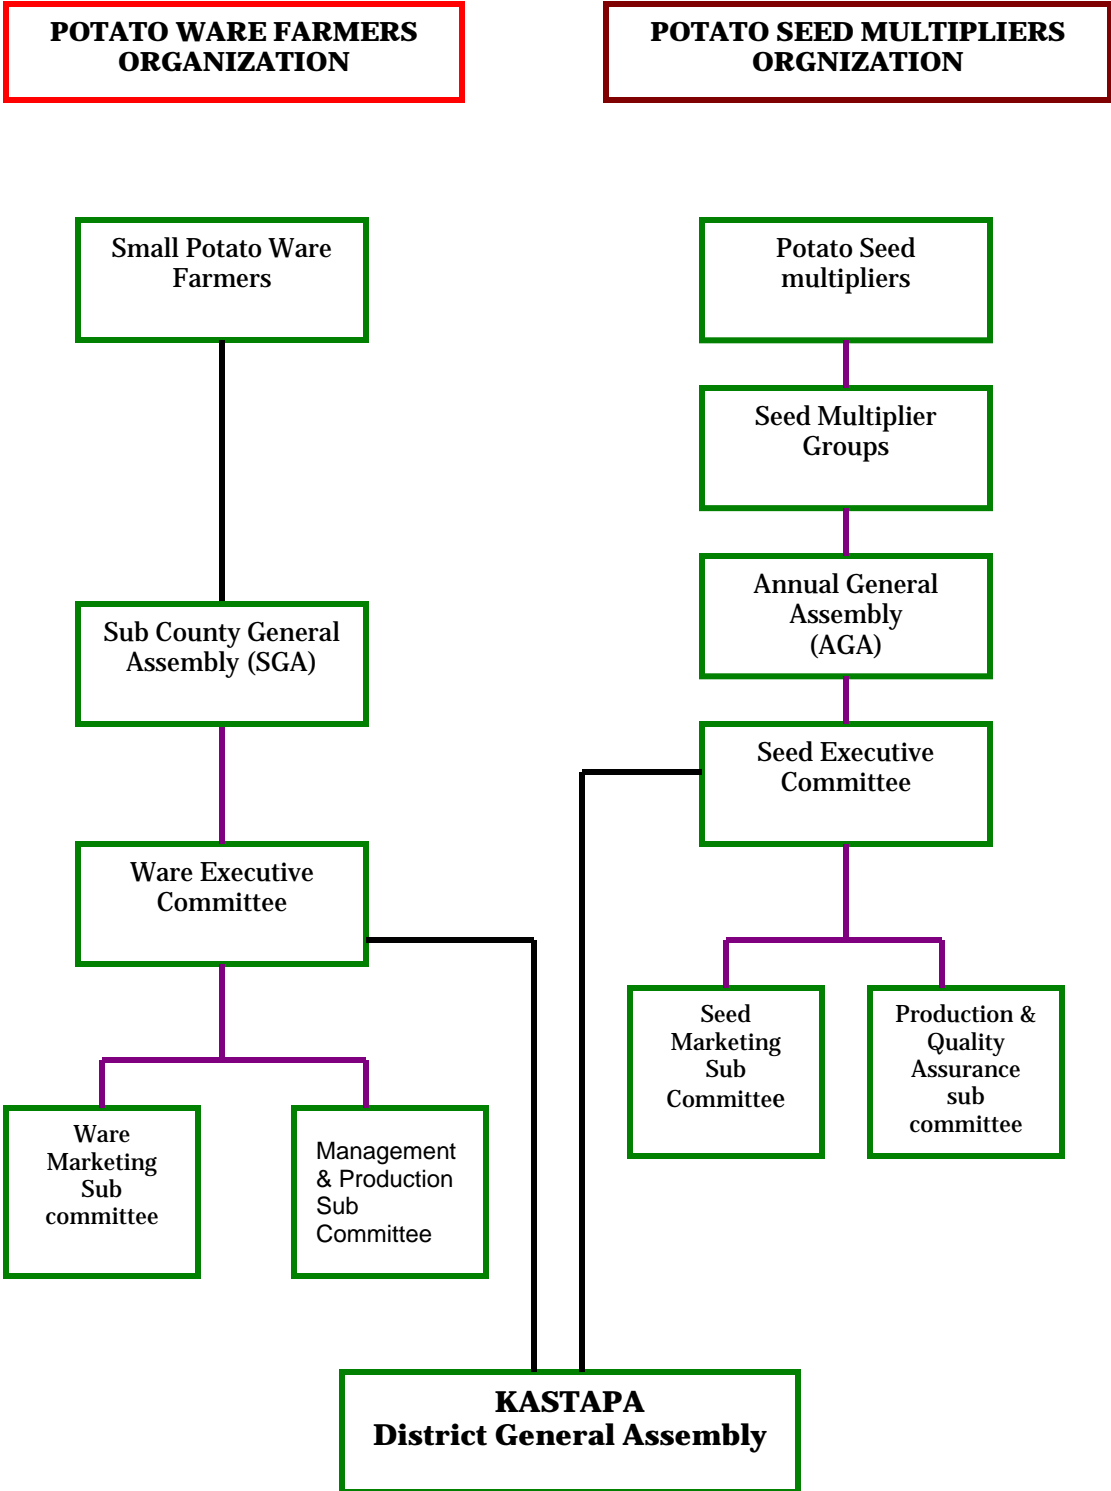 POTATO WARE FARMERS
ORGANIZATION
POTATO SEED MULTIPLIERS
ORGNIZATION
Small Potato Ware
Farmers
Potato Seed
multipliers
Seed Multiplier
Groups
Annual General
Assembly
(AGA)
Sub County General
Assembly (SGA)
Seed Executive
Committee
Ware Executive
Committee
Seed
Marketing
Sub
Committee
Production &
Quality
Assurance
sub
committee
Ware
Marketing
Sub
committee
Management
& Production
Sub
Committee
KASTAPA
District General Assembly